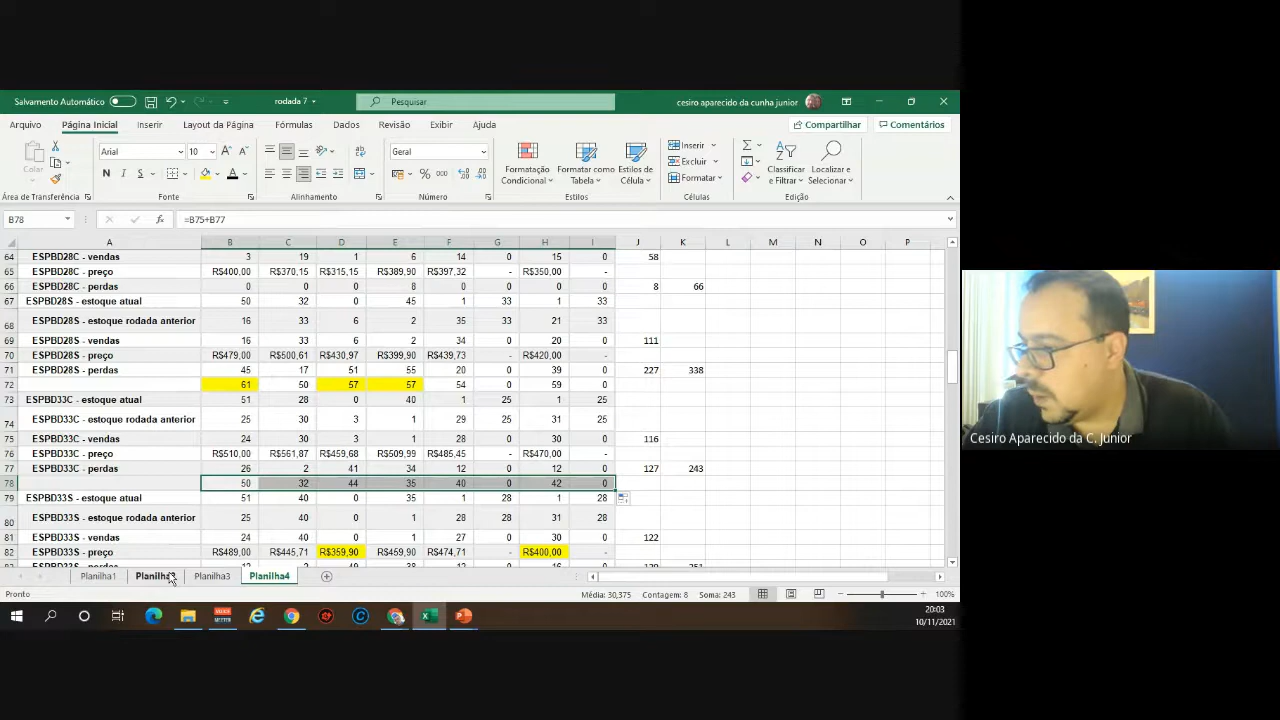 Salvamento Automático
rodada 7
Pesquisar
cesiro aparecido da cunha junior
Arquivo Página Inicial Inserir Layout da Página Fórmulas Dados Revisão Exibir Ajuda
Compartilhar Comentários
Colar
Arial 10
N I S
Geral
Formatação Condicional
Formatar como Tabela
Estilos de Célula
Inserir
Excluir
Formatar
Classificar e Filtrar
Localizar e Selecionar
Área de Transferência Fonte Alinhamento Número Estilos Células Edição
B78 =B75+B77
A B C D E F G H I J K L M N O P
64 ESPBD28C - vendas 3 19 1 6 14 0 15 0 58
65 ESPBD28C - preço R$400,00 R$370,15 R$315,15 R$389,90 R$397,32 - R$350,00 -
66 ESPBD28C - perdas 0 0 0 8 0 0 0 0 8 66
67 ESPBD28S - estoque atual 50 32 0 45 1 33 1 33
68 ESPBD28S - estoque rodada anterior 16 33 6 2 35 33 21 33
69 ESPBD28S - vendas 16 33 6 2 34 0 20 0 111
70 ESPBD28S - preço R$479,00 R$500,61 R$430,97 R$399,90 R$439,73 - R$420,00 -
71 ESPBD28S - perdas 45 17 51 55 20 0 39 0 227 338
72 61 50 57 57 54 0 59 0
73 ESPBD33C - estoque atual 51 28 0 40 1 25 1 25
74 ESPBD33C - estoque rodada anterior 25 30 3 1 29 25 31 25
75 ESPBD33C - vendas 24 30 3 1 28 0 30 0 116
76 ESPBD33C - preço R$510,00 R$561,87 R$459,68 R$509,99 R$485,45 - R$470,00 -
77 ESPBD33C - perdas 26 2 41 34 12 0 12 0 127 243
78 50 32 44 35 40 0 42 0
79 ESPBD33S - estoque atual 51 40 0 35 1 28 1 28
80 ESPBD33S - estoque rodada anterior 25 40 0 1 28 28 31 28
81 ESPBD33S - vendas 24 40 0 1 27 0 30 0 122
82 ESPBD33S - preço R$489,00 R$445,71 R$359,90 R$459,90 R$474,71 - R$400,00 -
Planilha1 Planilha3 Planilha4
Pronto
Média: 30,375 Contagem: 8 Soma: 243 100%
20:03
10/11/2021
Cesiro Aparecido da C. Junior